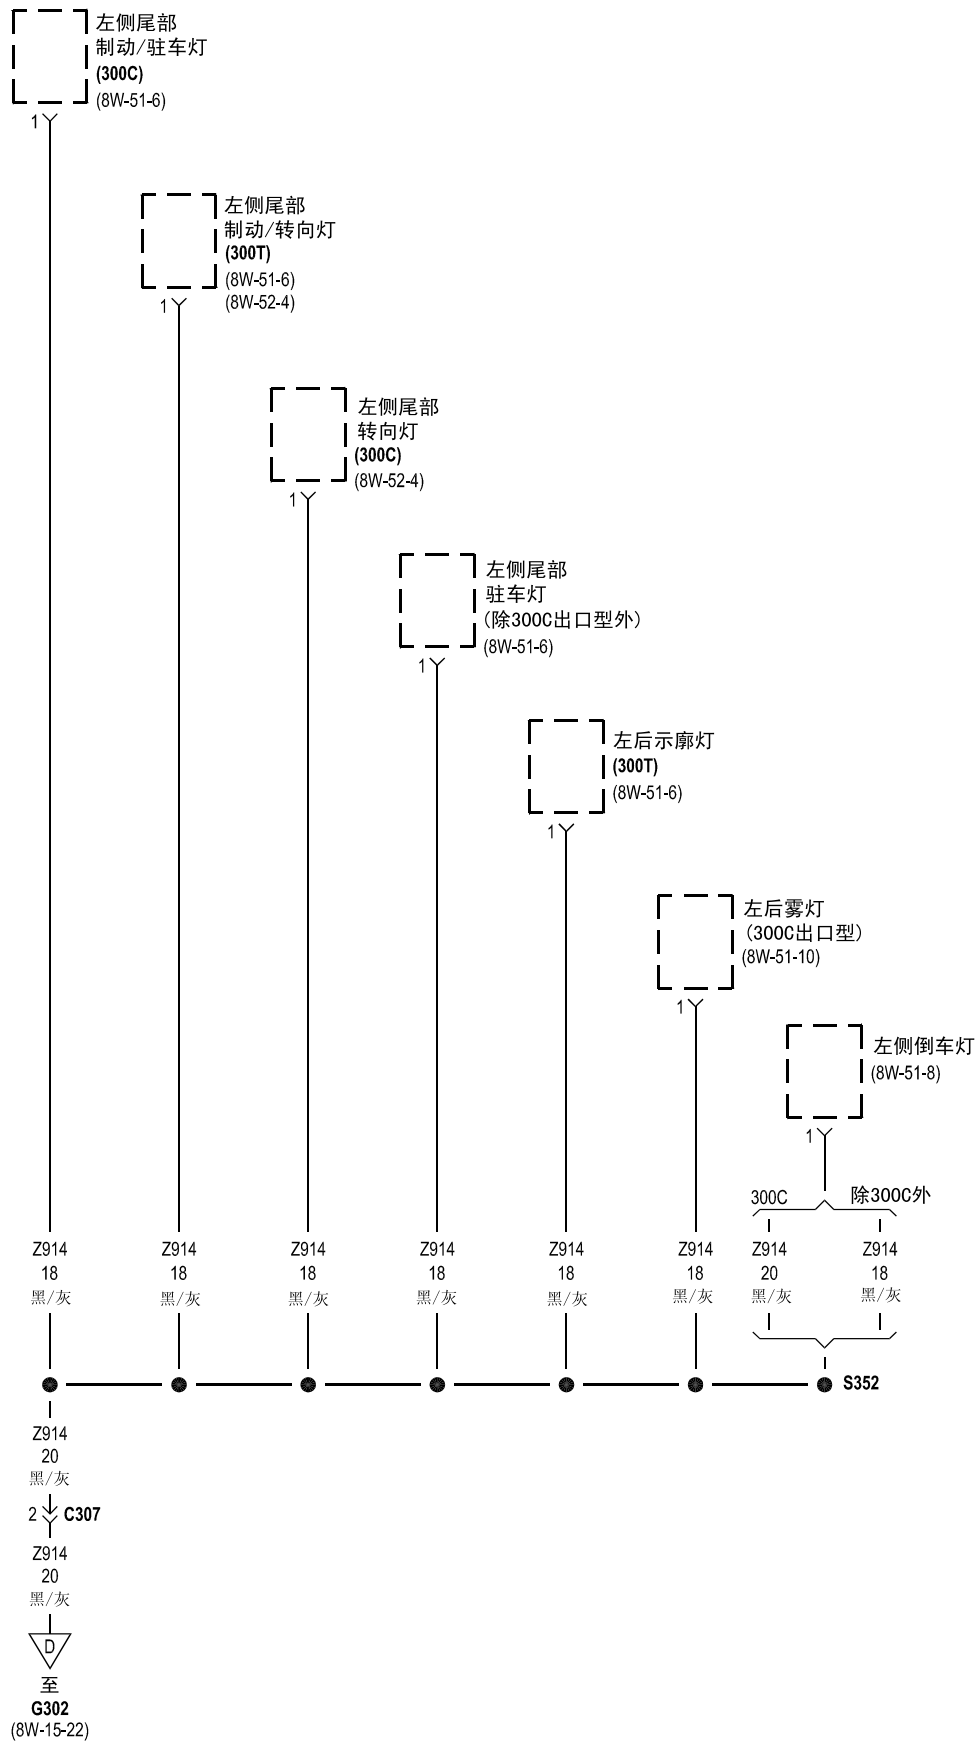 左侧尾部
制动/驻车灯
(300C)
(8W-51-6)
1
左侧尾部
制动/转向灯
(300T)
(8W-51-6)
(8W-52-4)
1
左侧尾部
转向灯
(300C)
(8W-52-4)
1
左侧尾部
驻车灯
(除300C出口型外)
(8W-51-6)
1
左后示廓灯
(300T)
(8W-51-6)
1
左后雾灯
(300C出口型)
(8W-51-10)
1
左侧倒车灯
(8W-51-8)
1
300C 除300C外
Z914 Z914 Z914 Z914 Z914 Z914 Z914 Z914
18 18 18 18 18 18 20 18
黑/灰 黑/灰 黑/灰 黑/灰 黑/灰 黑/灰 黑/灰 黑/灰
S352
Z914
20
黑/灰
2 C307
Z914
20
黑/灰
D
至
G302
(8W-15-22)